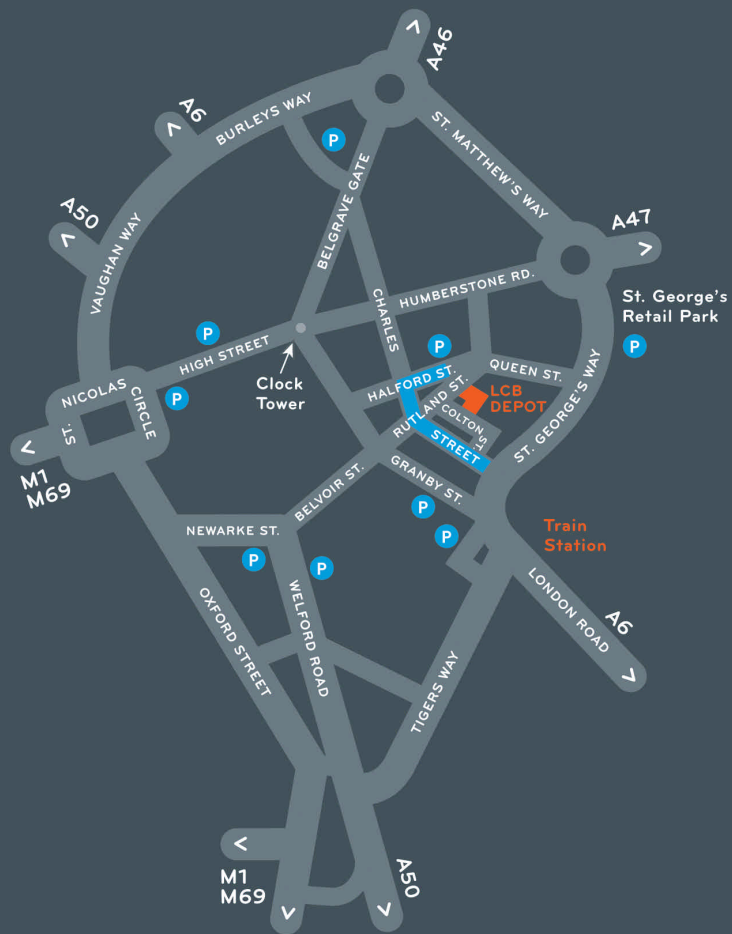 A46
A6
BURLEYS WAY
P
ST. MATTHEW'S WAY
A50
BELGRAVE GATE
A47
VAUGHAN WAY
HUMBERSTONE RD.
CHARLES
St. George's
Retail Park
P
HIGH STREET
P
P
QUEEN ST.
Clock
Tower
HALFORD ST.
NICOLAS
CIRCLE
ST.
P
RUTLAND ST.
LCB
DEPOT
COLTON
ST.
STREET
ST. GEORGE'S WAY
M1
M69
BELVOIR ST.
GRANBY ST.
P
P
Train
Station
NEWARKE ST.
P
P
LONDON ROAD
A6
OXFORD STREET
WELFORD ROAD
TIGERS WAY
M1
M69
A50